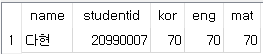 name studentid kor eng mat
1 다현 20990007 70 70 70